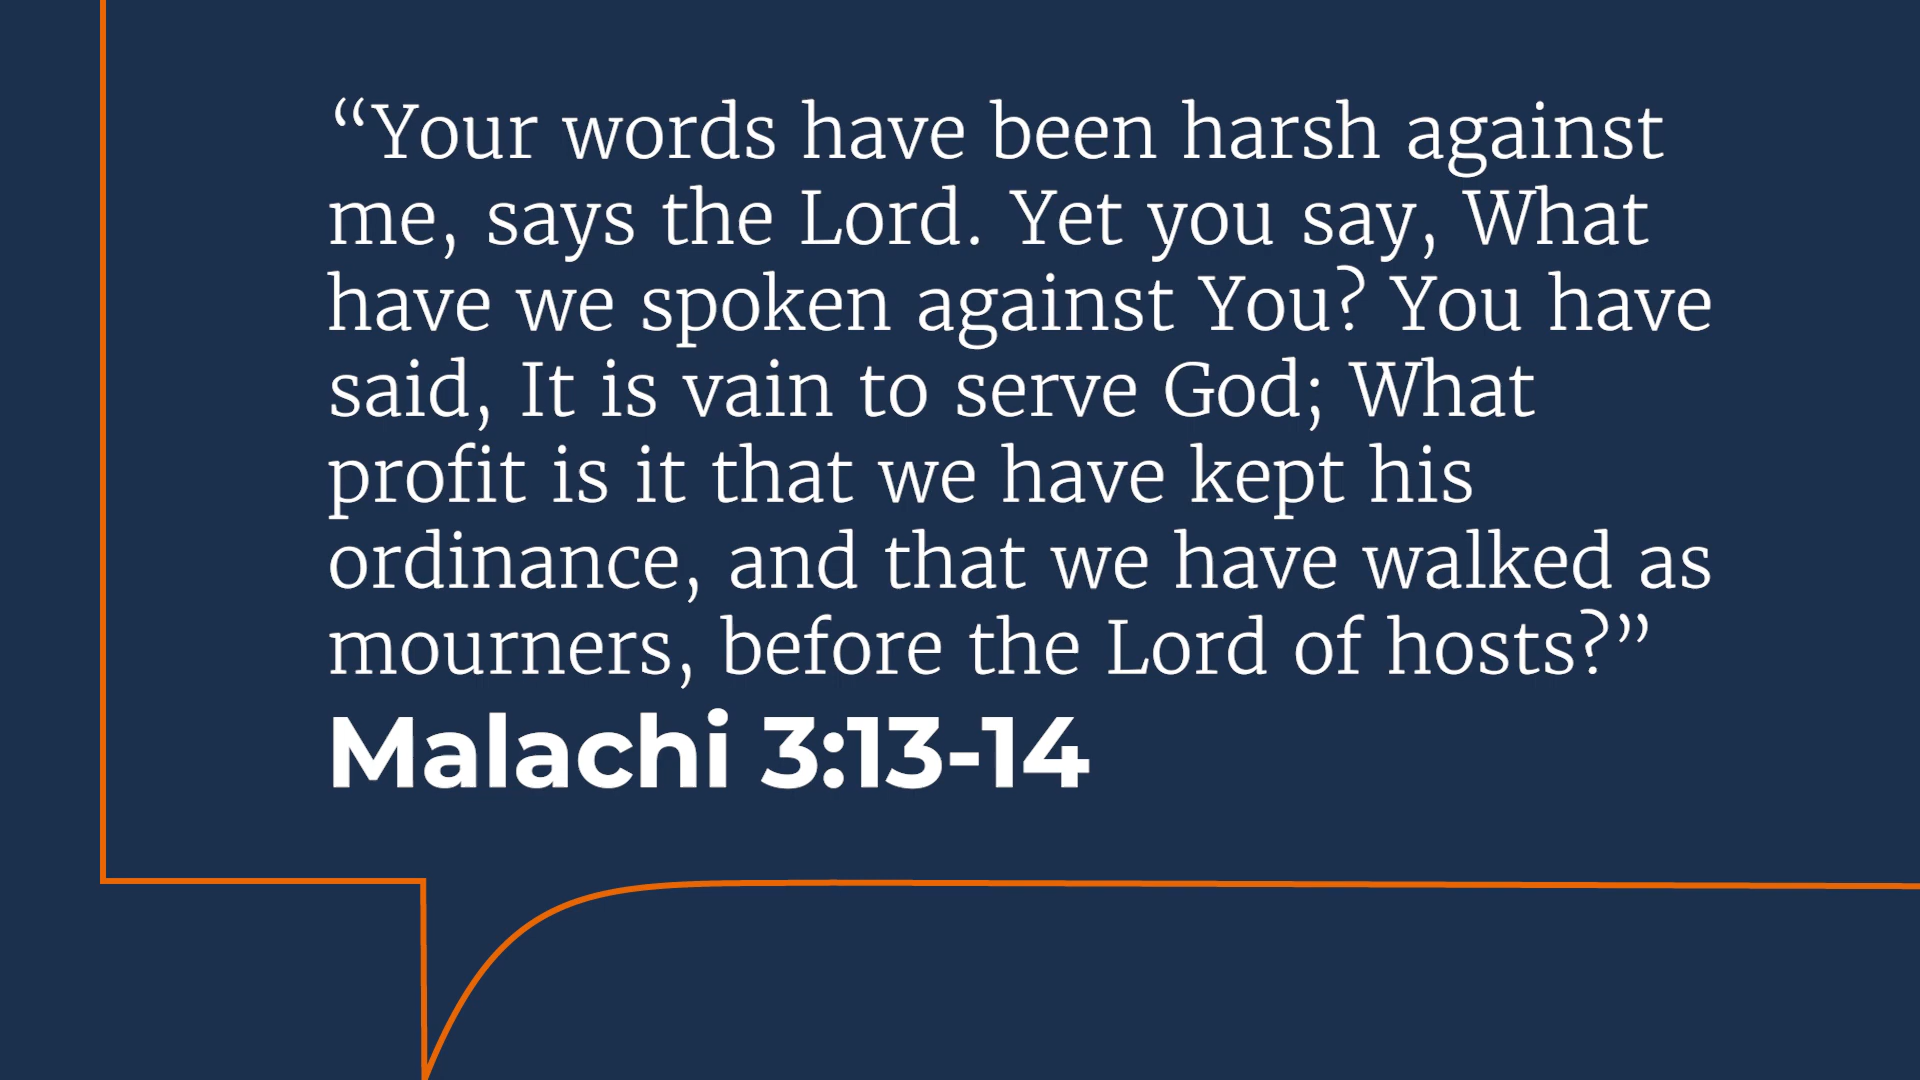 “Your words have been harsh against
me, says the Lord. Yet you say, What
have we spoken against You? You have
said, It is vain to serve God; What
profit is it that we have kept his
ordinance, and that we have walked as
mourners, before the Lord of hosts?”
Malachi 3:13-14